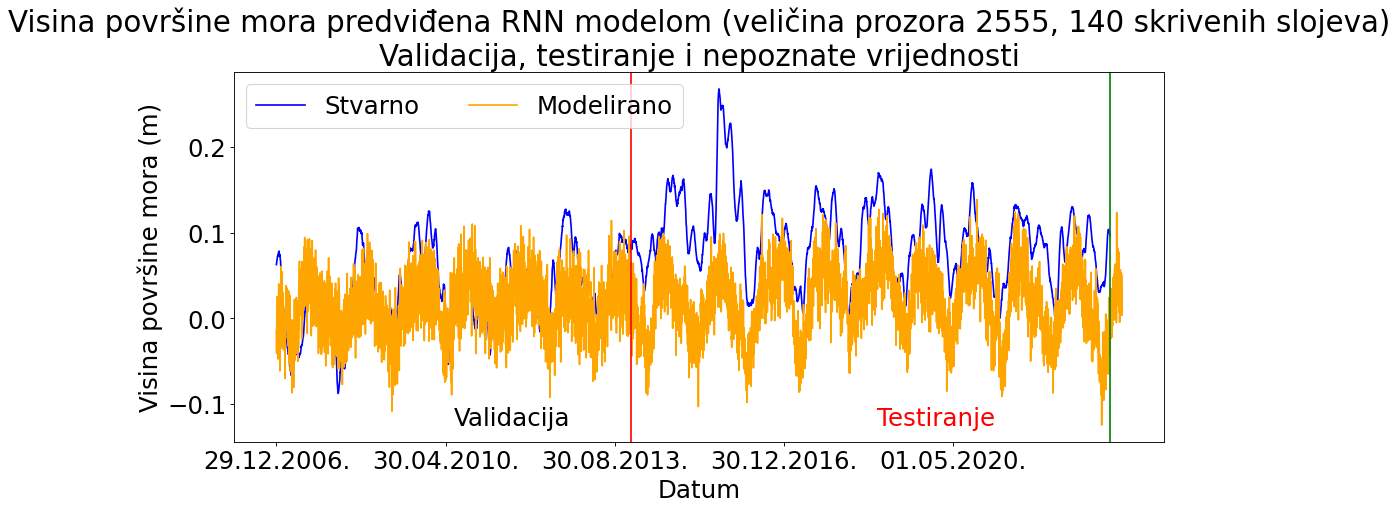 Visina površine mora predviđena RNN modelom (veličina prozora 2555, 140 skrivenih slojeva)
Validacija, testiranje i nepoznate vrijednosti
Stvarno
Modelirano
Visina površine mora (m)
0.2
0.1
0.0
−0.1
Validacija
Testiranje
29.12.2006.
30.04.2010.
30.08.2013.
30.12.2016.
01.05.2020.
Datum